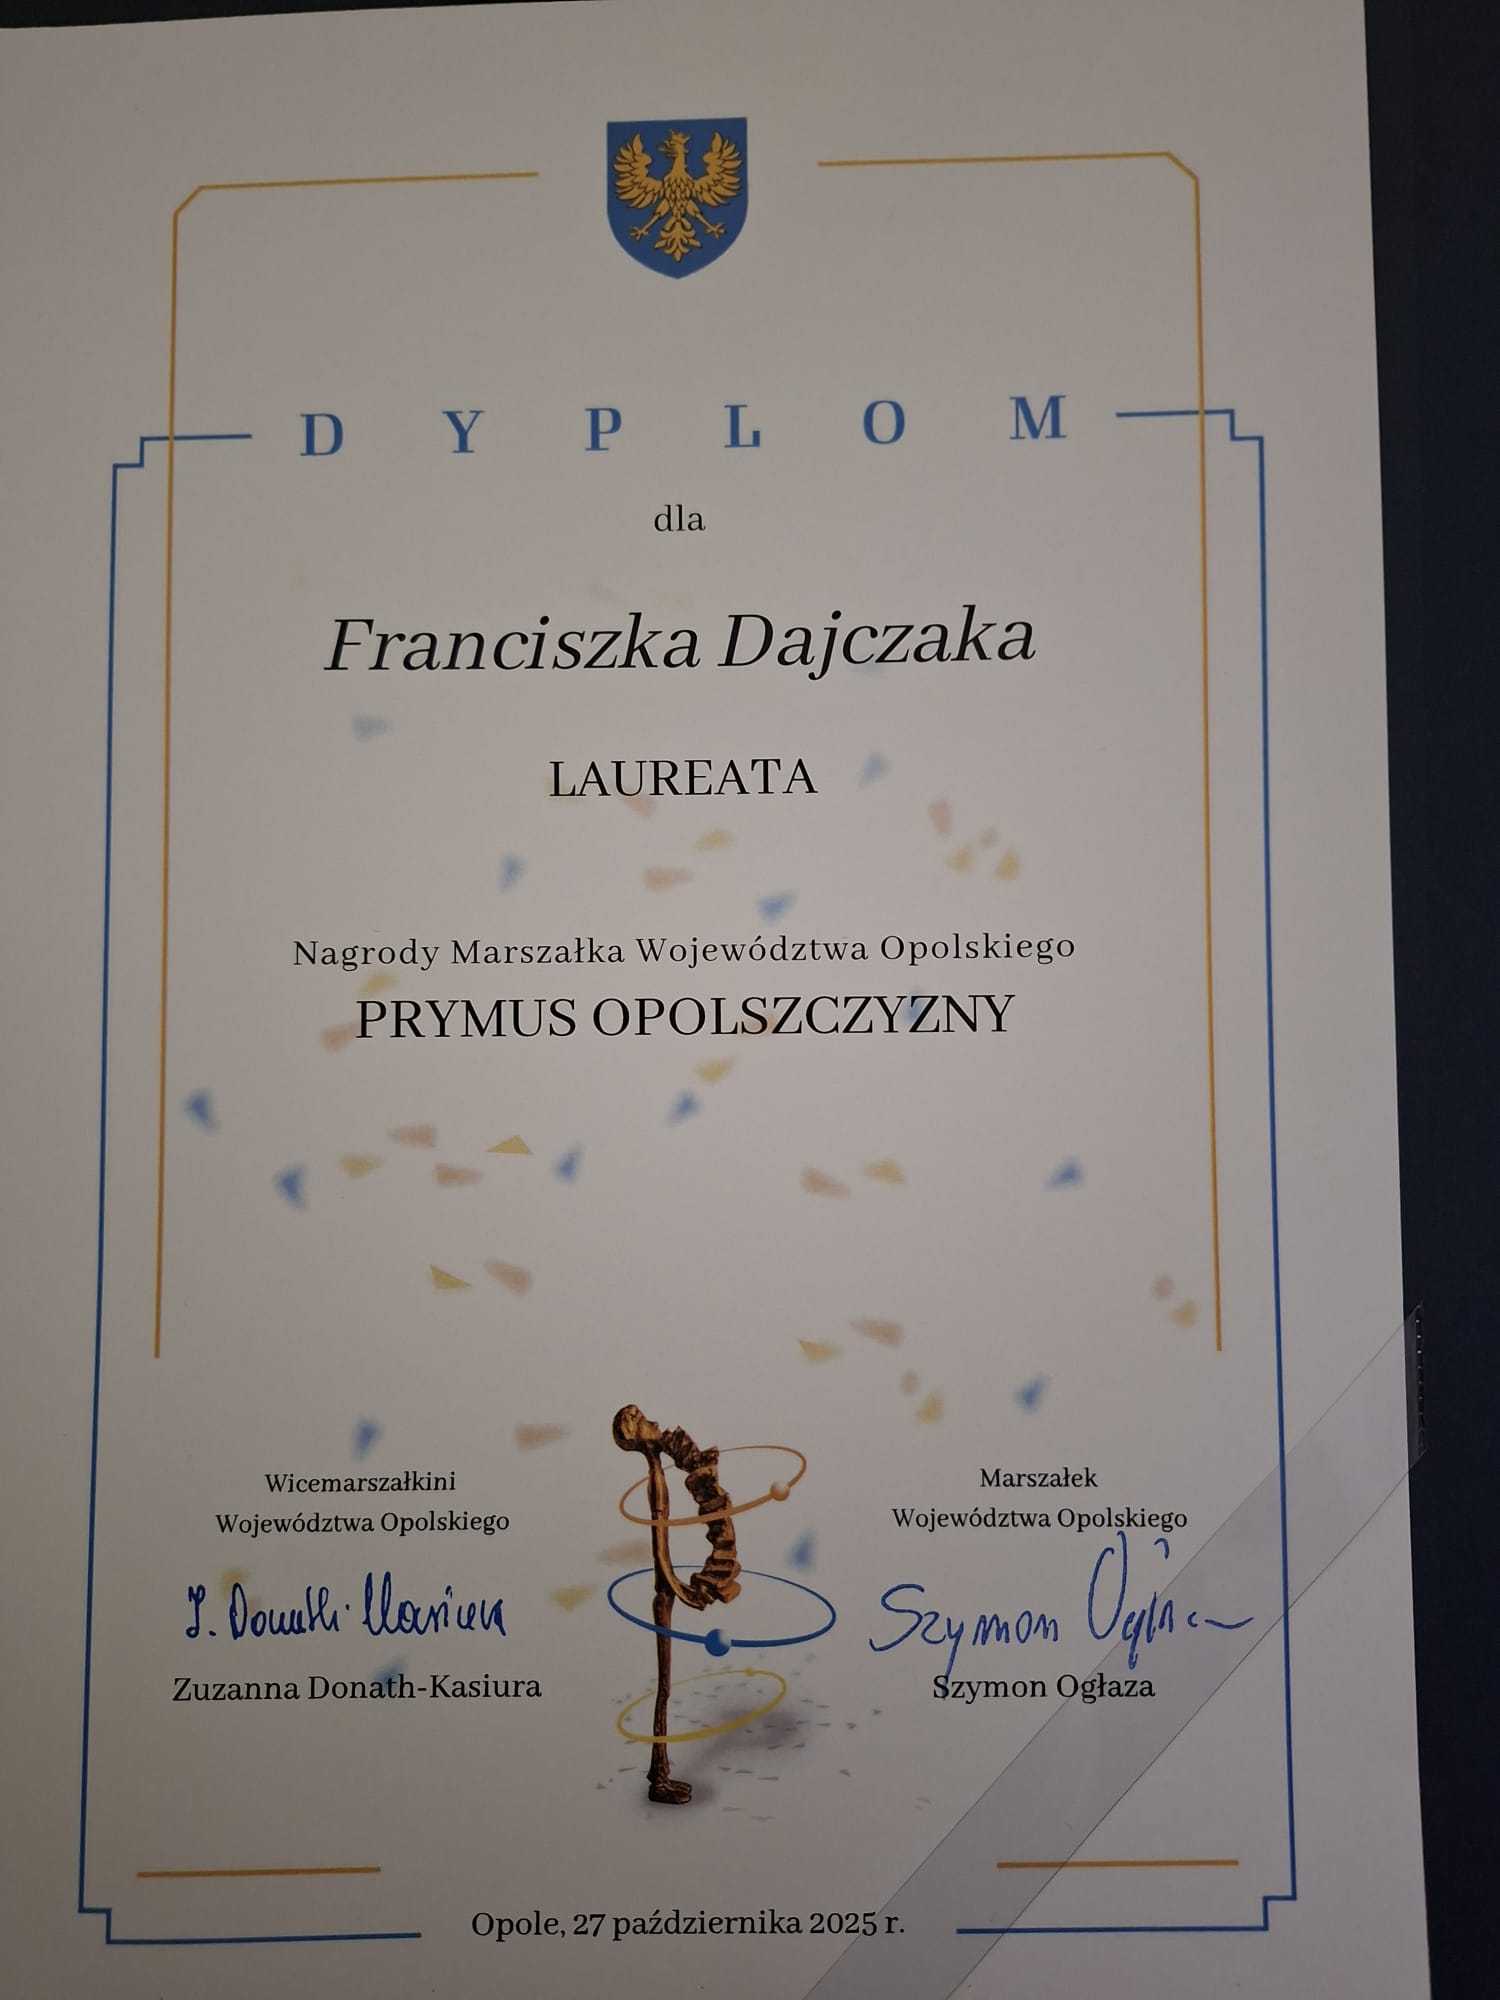 DYPLOM
dla
Franciszka Dajczaka
LAUREATA
Nagrody Marszałka Województwa Opolskiego
PRYMUS OPOLSZCZYZNY
Wicemarszałkini
Województwa Opolskiego
Zuzanna Donath-Kasiura
Marszałek
Województwa Opolskiego
Szymon
Szymon Ogłaza
Opole, 27 października 2025 r.